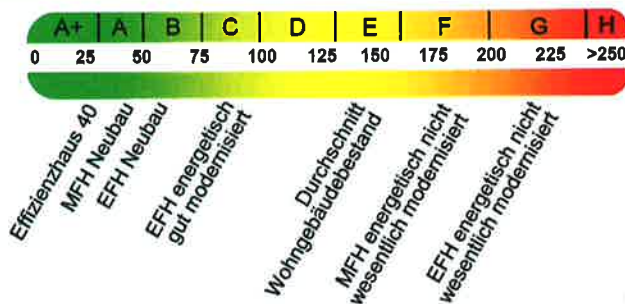 A+ A B C D E F G H
0 25 50 75 100 125 150 175 200 225 >250
Effizienzhaus 40
MFH Neubau
EFH Neubau
EFH energetisch
gut modernisiert
Durchschnitt
Wohngebäudebestand
MFH energetisch nicht
wesentlich modernisiert
EFH energetisch nicht
wesentlich modernisiert